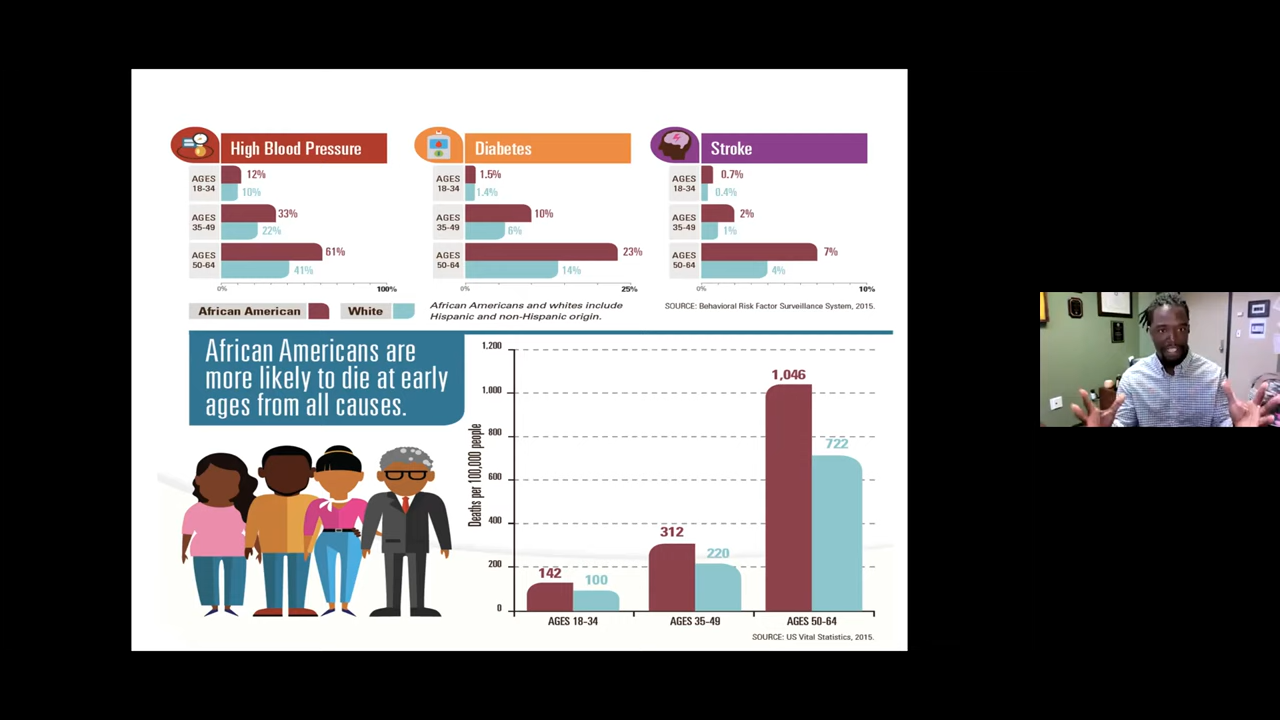 High Blood Pressure
AGES
18-34
12%
10%
AGES
35-49
33%
22%
AGES
50-64
61%
41%
0%
100%
Diabetes
AGES
18-34
1.5%
1.4%
AGES
35-49
10%
6%
AGES
50-64
23%
14%
0%
25%
Stroke
AGES
18-34
0.7%
0.4%
AGES
35-49
2%
1%
AGES
50-64
7%
4%
0%
10%
African American
White
African Americans and whites include
Hispanic and non-Hispanic origin.
SOURCE: Behavioral Risk Factor Surveillance System, 2015.
African Americans are
more likely to die at early
ages from all causes.
Deaths per 100,000 people
1,200
1,000
800
600
400
200
0
142
100
312
220
1,046
722
AGES 18-34
AGES 35-49
AGES 50-64
SOURCE: US Vital Statistics, 2015.